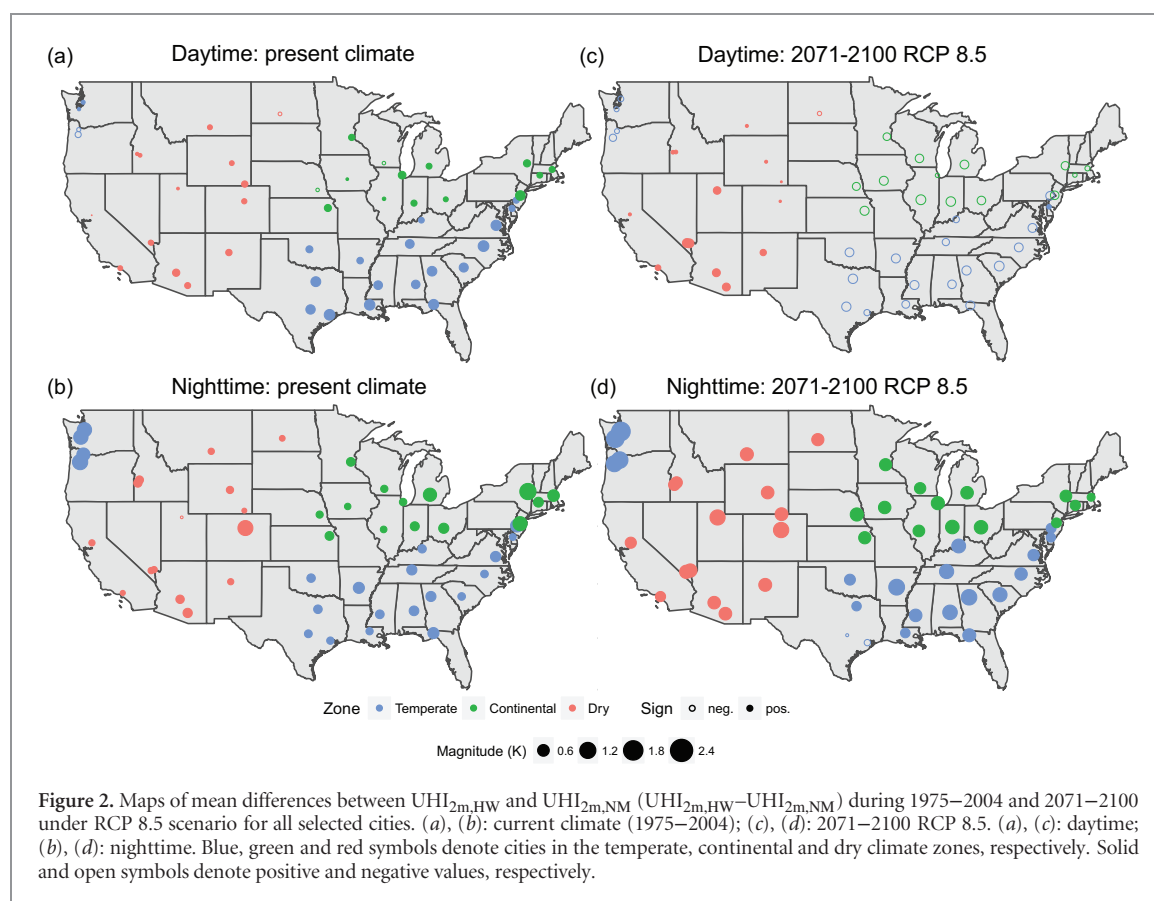 (a) Daytime: present climate
(c) Daytime: 2071-2100 RCP 8.5
(b) Nighttime: present climate
(d) Nighttime: 2071-2100 RCP 8.5
Zone Temperate Continental Dry Sign neg. pos.
Magnitude (K) 0.6 1.2 1.8 2.4
Figure 2. Maps of mean differences between UHI2m,HW and UHI2m,NM (UHI2m,HW–UHI2m,NM) during 1975–2004 and 2071–2100
under RCP 8.5 scenario for all selected cities. (a), (b): current climate (1975–2004); (c), (d): 2071–2100 RCP 8.5. (a), (c): daytime;
(b), (d): nighttime. Blue, green and red symbols denote cities in the temperate, continental and dry climate zones, respectively. Solid
and open symbols denote positive and negative values, respectively.